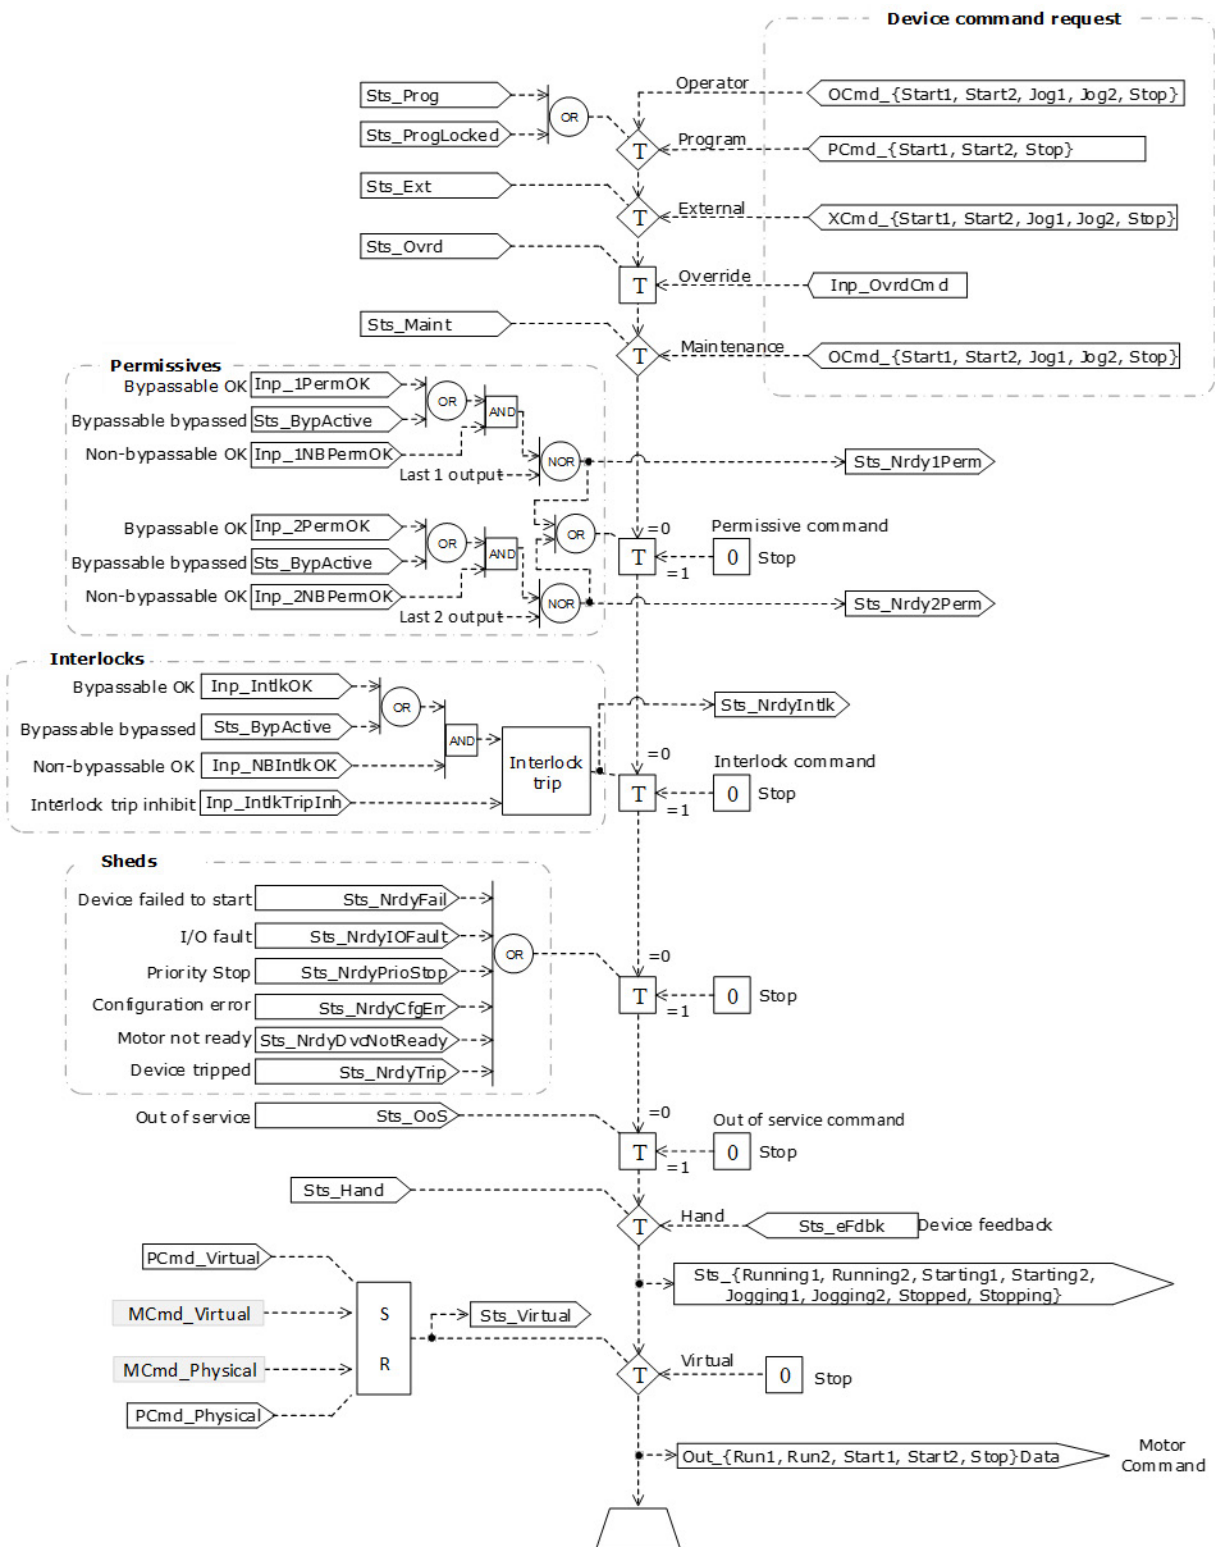 Device command request
Operator
Sts_Prog
OCmd_{Start1, Start2, Jog1, Jog2, Stop}
OR
Sts_ProgLocked
Program
T
PCmd_{Start1, Start2, Stop}
Sts_Ext
External
T
XCmd_{Start1, Start2, Jog1, Jog2, Stop}
Sts_Ovrd
Override
T
Inp_OvrdCmd
Sts_Maint
Maintenance
T
OCmd_{Start1, Start2, Jog1, Jog2, Stop}
Permissives
Bypassable OK
Inp_1PermOK
OR
AND
Bypassable bypassed
Sts_BypActive
Non-bypassable OK
Inp_1NBPermOK
NOR
Sts_Nrdy1Perm
Last 1 output
Bypassable OK
Inp_2PermOK
OR
=0
Permissive command
OR
AND
T
0
Stop
Bypassable bypassed
Sts_BypActive
=1
Non-bypassable OK
Inp_2NBPermOK
NOR
Sts_Nrdy2Perm
Last 2 output
Interlocks
Bypassable OK
Inp_IntlkOK
OR
Sts_NrdyIntlk
Bypassable bypassed
Sts_BypActive
AND
Non-bypassable OK
Inp_NBIntlkOK
Interlock
trip
=0
Interlock command
T
0
Stop
Interlock trip inhibit
Inp_IntlkTripInh
=1
Sheds
Device failed to start
Sts_NrdyFail
I/O fault
Sts_NrdyIOFault
OR
=0
Priority Stop
Sts_NrdyPrioStop
T
0
Stop
Configuration error
Sts_NrdyCfgErr
=1
Motor not ready
Sts_NrdyDvcNotReady
Device tripped
Sts_NrdyTrip
Out of service
Sts_OoS
=0
Out of service command
T
0
Stop
=1
Sts_Hand
Hand
T
Sts_eFdbk
Device feedback
PCmd_Virtual
Sts_{Running1, Running2, Starting1, Starting2,
Jogging1, Jogging2, Stopped, Stopping}
MCmd_Virtual
S
Sts_Virtual
R
MCmd_Physical
Virtual
T
0
Stop
PCmd_Physical
Out_{Run1, Run2, Start1, Start2, Stop}Data
Motor
Command